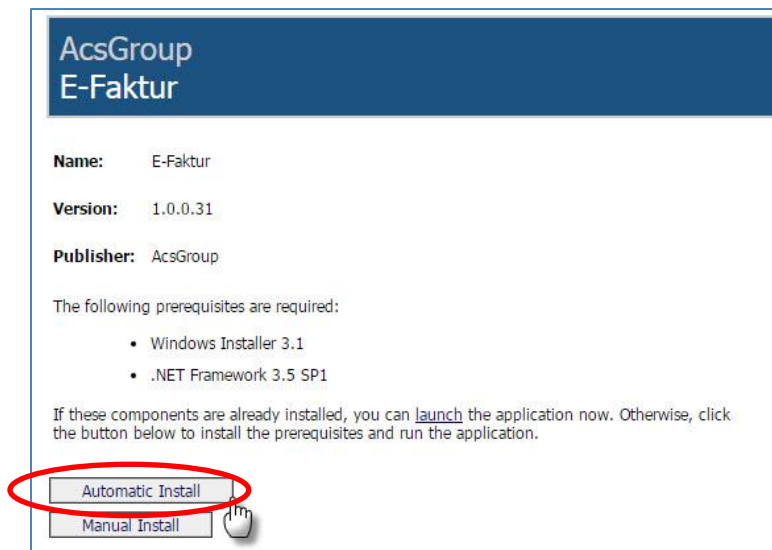 AcsGroup
E-Faktur
Name: E-Faktur
Version: 1.0.0.31
Publisher: AcsGroup
The following prerequisites are required:
• Windows Installer 3.1
• .NET Framework 3.5 SP1
If these components are already installed, you can launch the application now. Otherwise, click
the button below to install the prerequisites and run the application.
Automatic Install
Manual Install